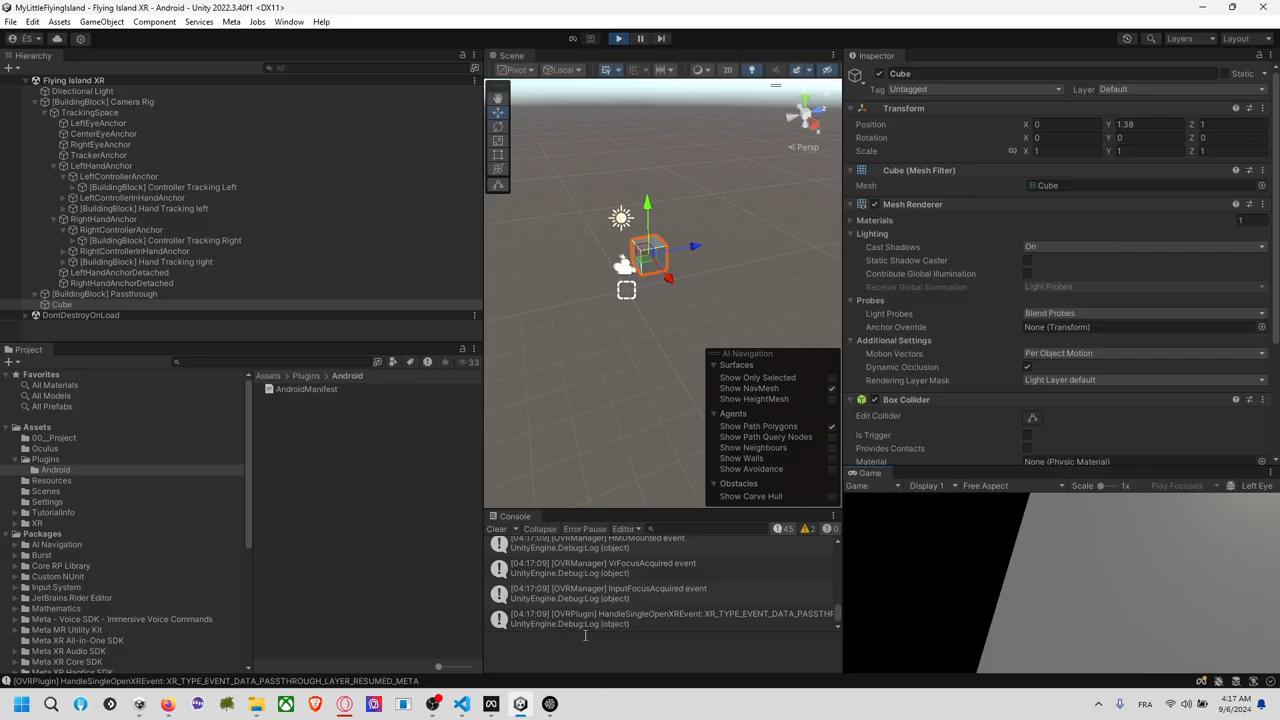 MyLittleFlyingIsland - Flying Island XR - Android - Unity 2022.3.40f1 <DX11>
File Edit Assets GameObject Component Services Meta Jobs Window Help
ÉS Layers Layout
Hierarchy
All
Flying Island XR
Directional Light
[BuildingBlock] Camera Rig
TrackingSpace
LeftEyeAnchor
CenterEyeAnchor
RightEyeAnchor
TrackerAnchor
LeftHandAnchor
LeftControllerAnchor
[BuildingBlock] Controller Tracking Left
LeftControllerInHandAnchor
[BuildingBlock] Hand Tracking left
RightHandAnchor
RightControllerAnchor
[BuildingBlock] Controller Tracking Right
RightControllerInHandAnchor
[BuildingBlock] Hand Tracking right
LeftHandAnchorDetached
RightHandAnchorDetached
[BuildingBlock] Passthrough
Cube
DontDestroyOnLoad
Project
33
Favorites
All Materials
All Models
All Prefabs
Assets
00__Project
Oculus
Plugins
Android
Resources
Scenes
Settings
TutorialInfo
XR
Packages
AI Navigation
Burst
Core RP Library
Custom NUnit
Input System
JetBrains Rider Editor
Mathematics
Meta - Voice SDK - Immersive Voice Commands
Meta MR Utility Kit
Meta XR All-in-One SDK
Meta XR Audio SDK
Meta XR Core SDK
Meta XR Haptics SDK
Assets Plugins Android
AndroidManifest
Scene
Pivot Local 2D
y
z
x
Persp
AI Navigation
Surfaces
Show Only Selected
Show NavMesh
Show HeightMesh
Agents
Show Path Polygons
Show Path Query Nodes
Show Neighbours
Show Walls
Show Avoidance
Obstacles
Show Carve Hull
Console
Clear Collapse Error Pause Editor 45 2 0
[04:17:09] [OVRManager] HMDMounted event
UnityEngine.Debug:Log (object)
[04:17:09] [OVRManager] VrFocusAcquired event
UnityEngine.Debug:Log (object)
[04:17:09] [OVRManager] InputFocusAcquired event
UnityEngine.Debug:Log (object)
[04:17:09] [OVRPlugin] HandleSingleOpenXREvent: XR_TYPE_EVENT_DATA_PASSTHR
UnityEngine.Debug:Log (object)
Inspector
Cube Static
Tag Untagged Layer Default
Transform
Position X 0 Y 1.38 Z 1
Rotation X 0 Y 0 Z 0
Scale X 1 Y 1 Z 1
Cube (Mesh Filter)
Mesh Cube
Mesh Renderer
Materials 1
Lighting
Cast Shadows On
Static Shadow Caster
Contribute Global Illumination
Receive Global Illumination Light Probes
Probes
Light Probes Blend Probes
Anchor Override None (Transform)
Additional Settings
Motion Vectors Per Object Motion
Dynamic Occlusion
Rendering Layer Mask Light Layer default
Box Collider
Edit Collider
Is Trigger
Provides Contacts
Material None (Physic Material)
Game
Game Display 1 Free Aspect Scale 1x Play Focused Left Eye
[OVRPlugin] HandleSingleOpenXREvent: XR_TYPE_EVENT_DATA_PASSTHROUGH_LAYER_RESUMED_META
4:17 AM
9/6/2024